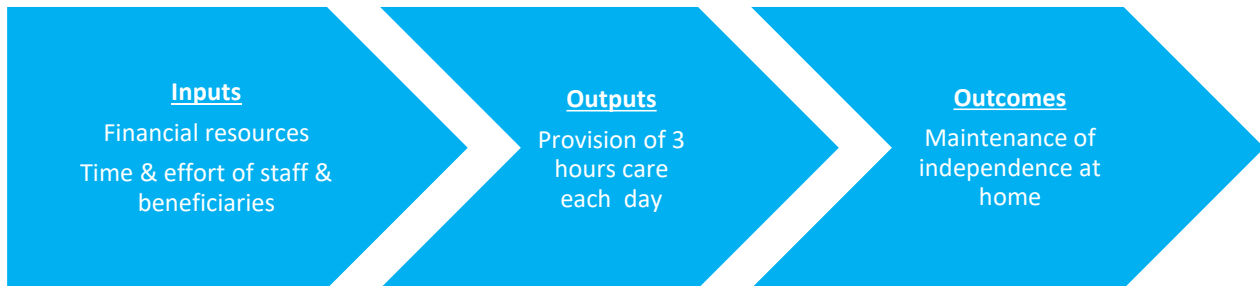 Inputs
Financial resources
Time & effort of staff &
beneficiaries
Outputs
Provision of 3
hours care
each day
Outcomes
Maintenance of
independence at
home